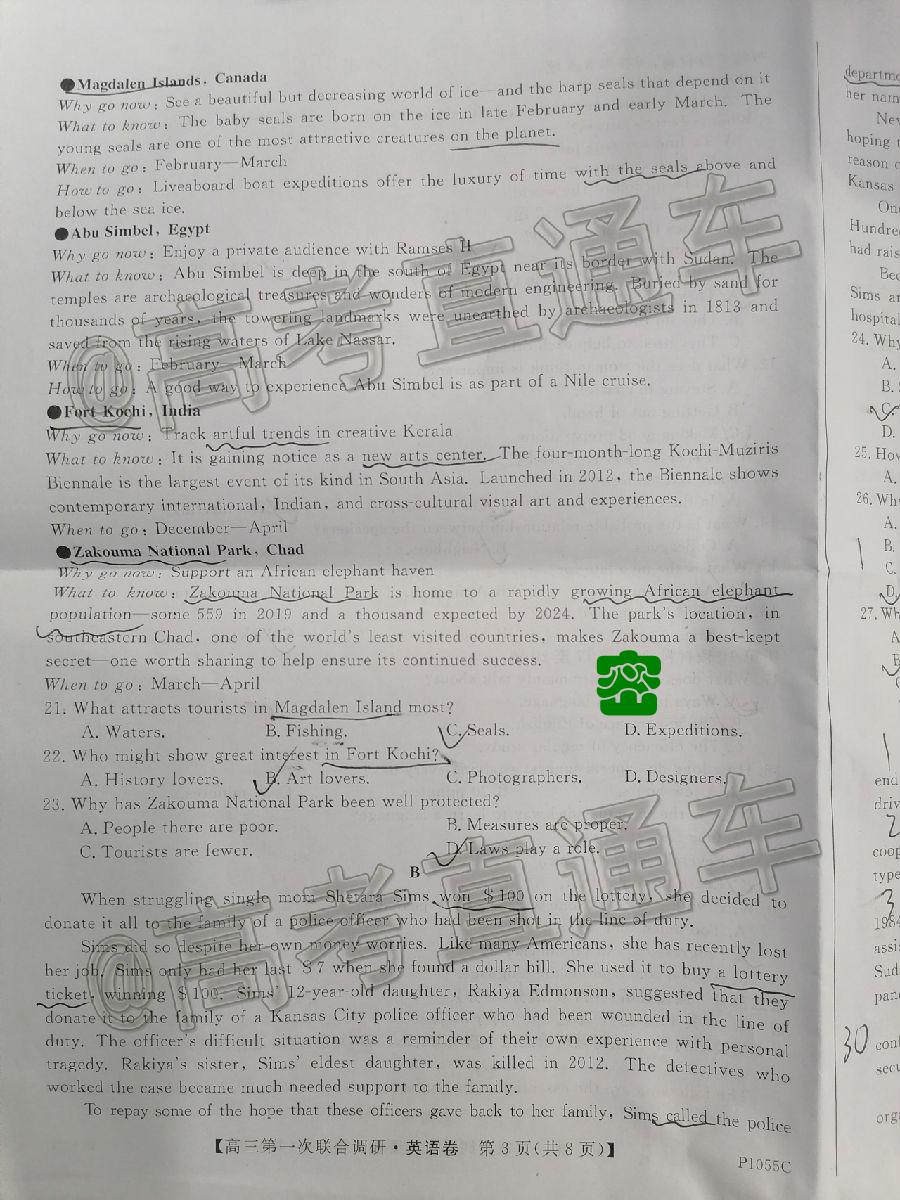 ●Magdalen Islands, Canada
Why go now: See a beautiful but decreasing world of ice—and the harp seals that depend on it
What to know: The baby seals are born on the ice in late February and early March. The
young seals are one of the most attractive creatures on the planet.
When to go: February—March
How to go: Liveaboard boat expeditions offer the luxury of time with the seals above and
below the sea ice.
●Abu Simbel, Egypt
Why go now: Enjoy a private audience with Ramses II
What to know: Abu Simbel is deep in the south of Egypt near its border with Sudan. The
temples are archaeological treasures and wonders of modern engineering. Buried by sand for
thousands of years, the towering landmarks were unearthed by archaeologists in 1813 and
saved from the rising waters of Lake Nassar.
When to go: February—March
How to go: A good way to experience Abu Simbel is as part of a Nile cruise.
●Fort Kochi, India
Why go now: Track artful trends in creative Kerala
What to know: It is gaining notice as a new arts center. The four-month-long Kochi-Muziris
Biennale is the largest event of its kind in South Asia. Launched in 2012, the Biennale shows
contemporary international, Indian, and cross-cultural visual art and experiences.
When to go: December—April
●Zakouma National Park, Chad
Why go now: Support an African elephant haven
What to know: Zakouma National Park is home to a rapidly growing African elephant
population—some 559 in 2019 and a thousand expected by 2024. The park's location, in
southeastern Chad, one of the world's least visited countries, makes Zakouma a best-kept
secret—one worth sharing to help ensure its continued success.
When to go: March—April
21. What attracts tourists in Magdalen Island most?
A. Waters. B. Fishing. C. Seals. D. Expeditions.
22. Who might show great interest in Fort Kochi?
A. History lovers. B. Art lovers. C. Photographers. D. Designers.
23. Why has Zakouma National Park been well protected?
A. People there are poor. B. Measures are proper.
C. Tourists are fewer. D. Laws play a role.
B
When struggling single mom Shetara Sims won $100 on the lottery, she decided to
donate it all to the family of a police officer who had been shot in the line of duty.
Sims did so despite her own money worries. Like many Americans, she has recently lost
her job. Sims only had her last $7 when she found a dollar bill. She used it to buy a lottery
ticket, winning $100. Sims' 12-year-old daughter, Rakiya Edmonson, suggested that they
donate it to the family of a Kansas City police officer who had been wounded in the line of
duty. The officer's difficult situation was a reminder of their own experience with personal
tragedy. Rakiya's sister, Sims' eldest daughter, was killed in 2012. The detectives who
worked the case became much needed support to the family.
To repay some of the hope that these officers gave back to her family, Sims called the police
【高三第一次联合调研·英语卷 第3页(共8页)】
P1055C
@高考直通车
@高考直通车
her nam
New
hoping t
reason o
Kansas
One
Hundre
had rais
Bec
Sims an
hospital
24. Why
A.
B.
C.
D.
25. How
A.
26. Wh
A.
B.
C.
D.
27. Wh
A
B
end
driv
2
coop
type
3
198
assi
Sud
pan
30
con
secu
orga